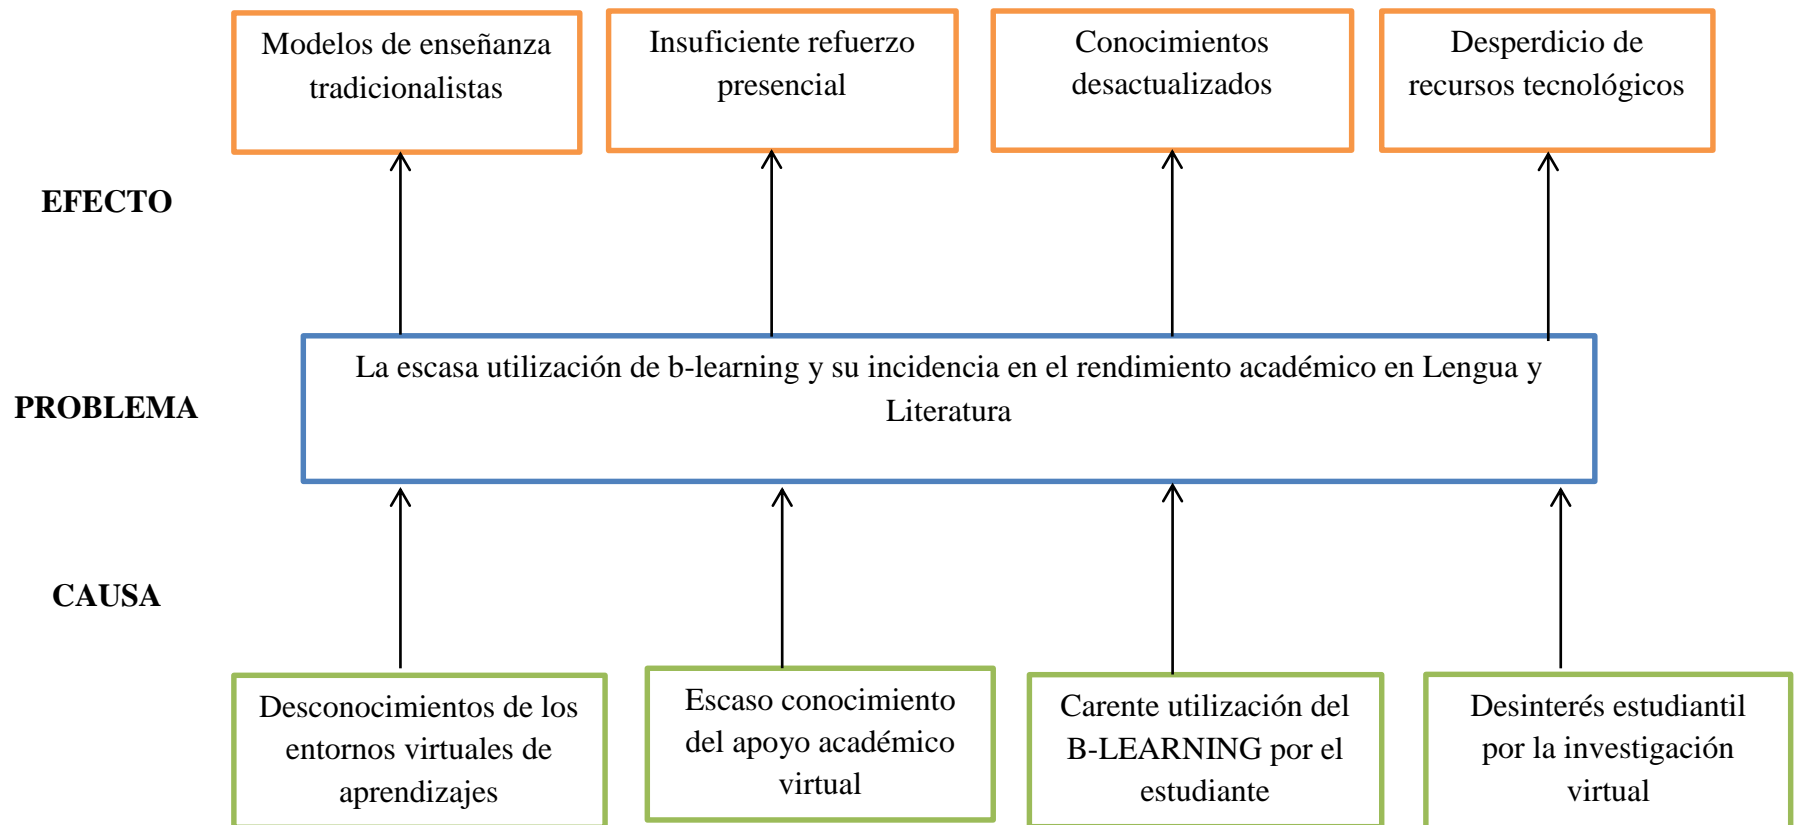 Modelos de enseñanza
tradicionalistas
Insuficiente refuerzo
presencial
Conocimientos
desactualizados
Desperdicio de
recursos tecnológicos
EFECTO
La escasa utilización de b-learning y su incidencia en el rendimiento académico en Lengua y
Literatura
PROBLEMA
CAUSA
Desconocimientos de los
entornos virtuales de
aprendizajes
Escaso conocimiento
del apoyo académico
virtual
Carente utilización del
B-LEARNING por el
estudiante
Desinterés estudiantil
por la investigación
virtual